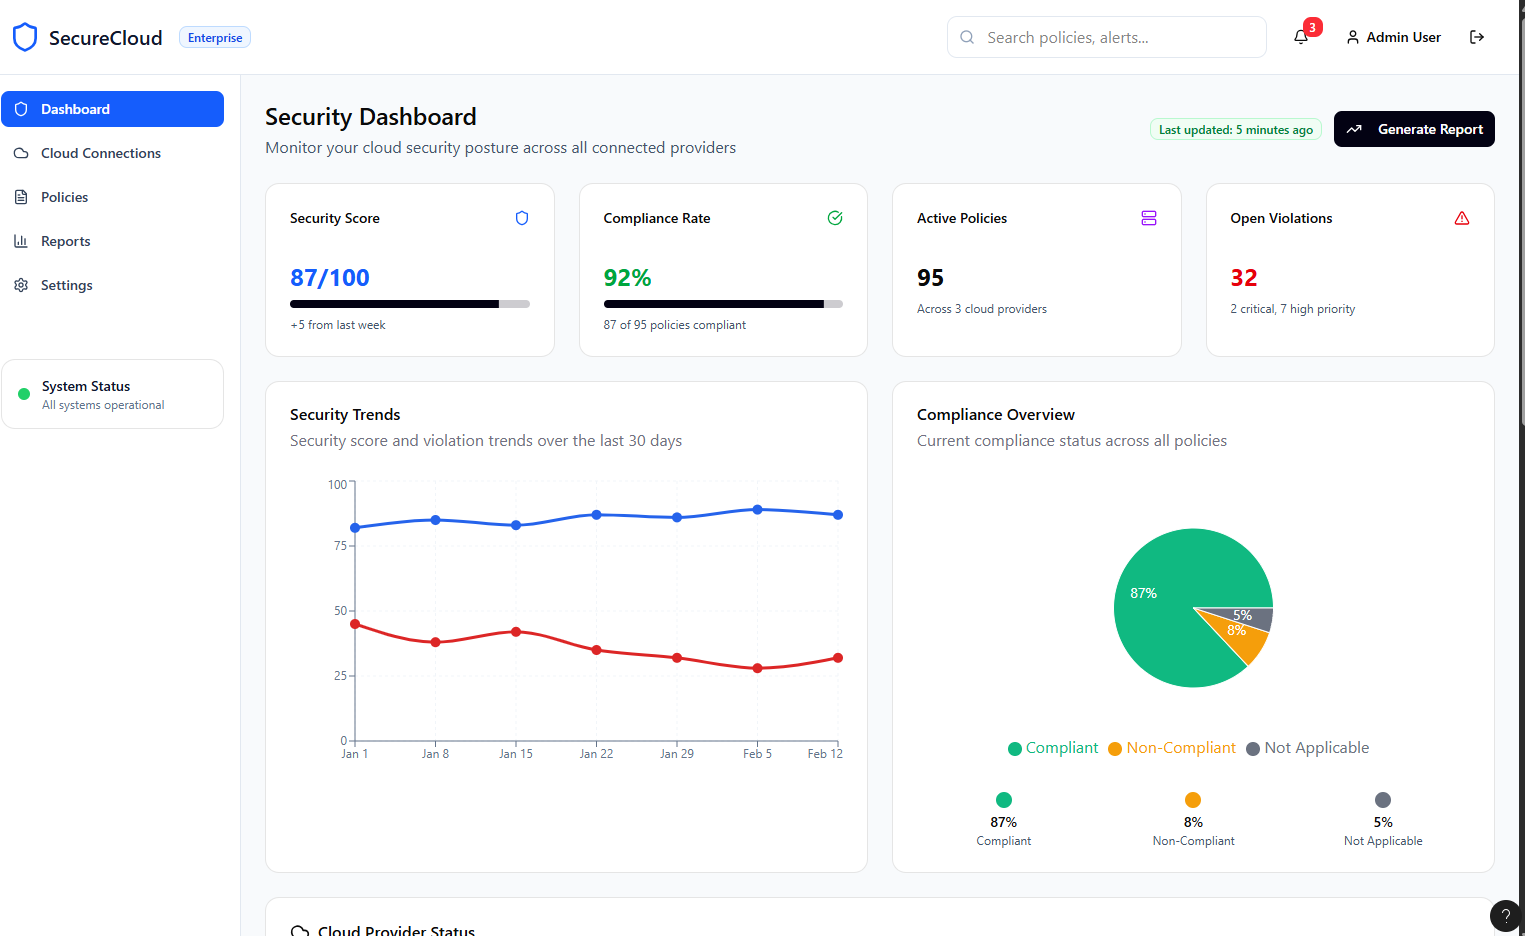 SecureCloud
Enterprise
Search policies, alerts...
3
Admin User
Dashboard
Cloud Connections
Policies
Reports
Settings
System Status
All systems operational
Security Dashboard
Monitor your cloud security posture across all connected providers
Last updated: 5 minutes ago
Generate Report
Security Score
87/100
+5 from last week
Compliance Rate
92%
87 of 95 policies compliant
Active Policies
95
Across 3 cloud providers
Open Violations
32
2 critical, 7 high priority
Security Trends
Security score and violation trends over the last 30 days
100
75
50
25
0
Jan 1 Jan 8 Jan 15 Jan 22 Jan 29 Feb 5 Feb 12
Compliance Overview
Current compliance status across all policies
87%
5%
8%
Compliant Non-Compliant Not Applicable
87% 8% 5%
Compliant Non-Compliant Not Applicable
Cloud Provider Status
?